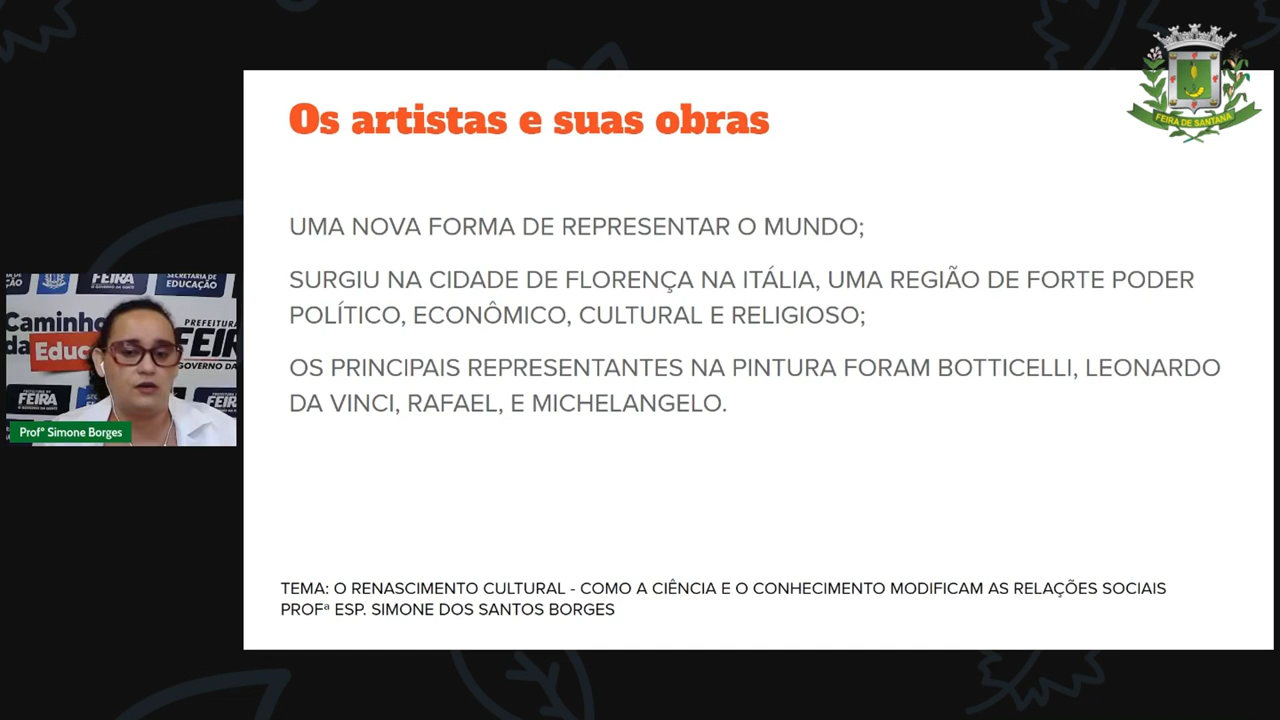 FEIRA DE SANTANA
Os artistas e suas obras
UMA NOVA FORMA DE REPRESENTAR O MUNDO;
SURGIU NA CIDADE DE FLORENÇA NA ITÁLIA, UMA REGIÃO DE FORTE PODER
POLÍTICO, ECONÔMICO, CULTURAL E RELIGIOSO;
OS PRINCIPAIS REPRESENTANTES NA PINTURA FORAM BOTTICELLI, LEONARDO
DA VINCI, RAFAEL, E MICHELANGELO.
FEIRA
SECRETARIA DE
EDUCAÇÃO
Caminho
da Educ
PREFEITURA
FEIR
GOVERNO DA
FEIRA
FEIRA
Profª Simone Borges
TEMA: O RENASCIMENTO CULTURAL - COMO A CIÊNCIA E O CONHECIMENTO MODIFICAM AS RELAÇÕES SOCIAIS
PROFª ESP. SIMONE DOS SANTOS BORGES